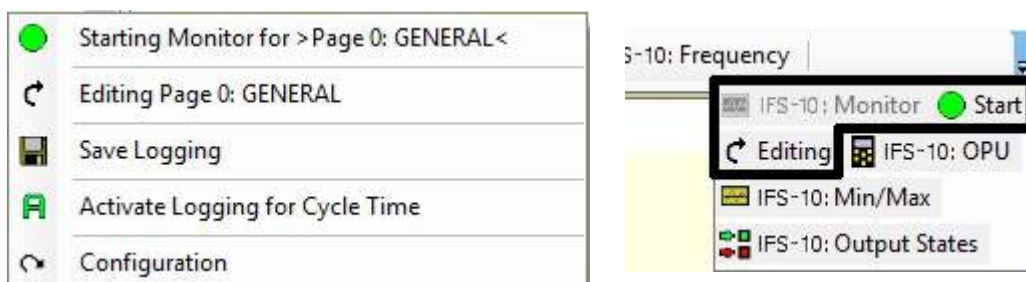 Starting Monitor for >Page 0: GENERAL<
Editing Page 0: GENERAL
Save Logging
Activate Logging for Cycle Time
Configuration
S-10: Frequency
IFS-10: Monitor Start
Editing IFS-10: OPU
IFS-10: Min/Max
IFS-10: Output States